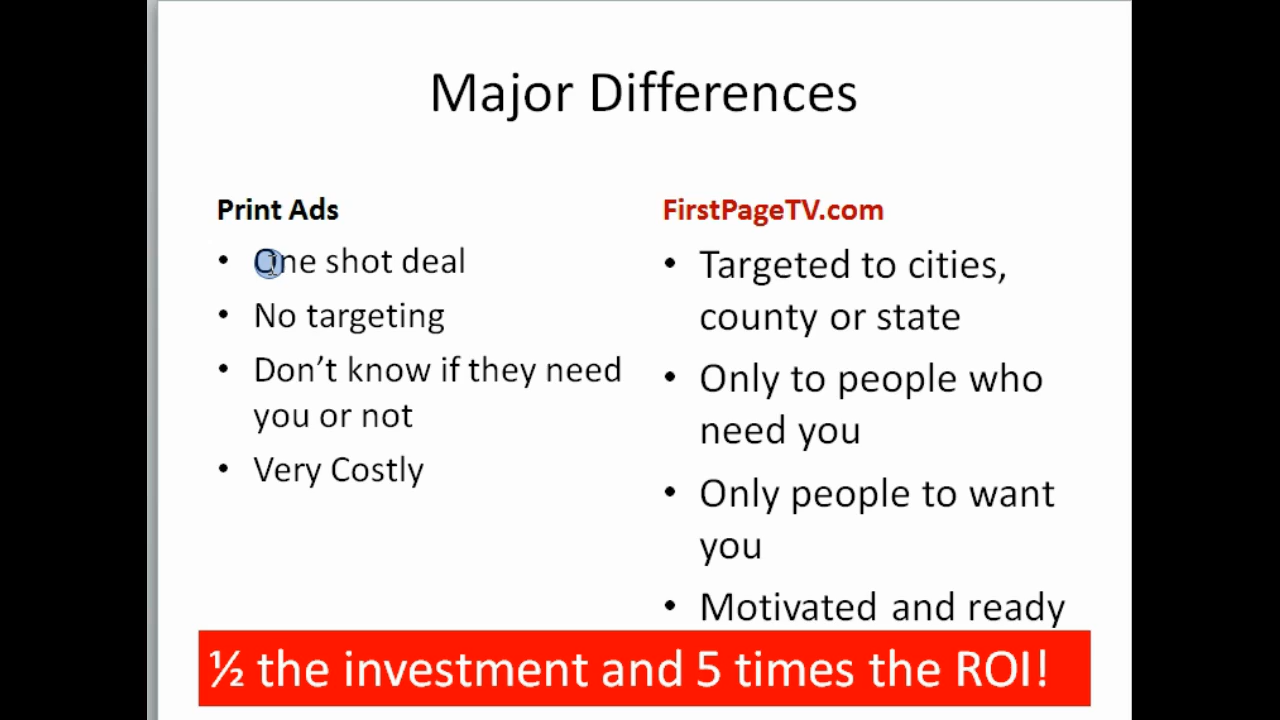 Major Differences
Print Ads
• One shot deal
• No targeting
• Don't know if they need
you or not
• Very Costly
FirstPageTV.com
• Targeted to cities,
county or state
• Only to people who
need you
• Only people to want
you
• Motivated and ready
½ the investment and 5 times the ROI!